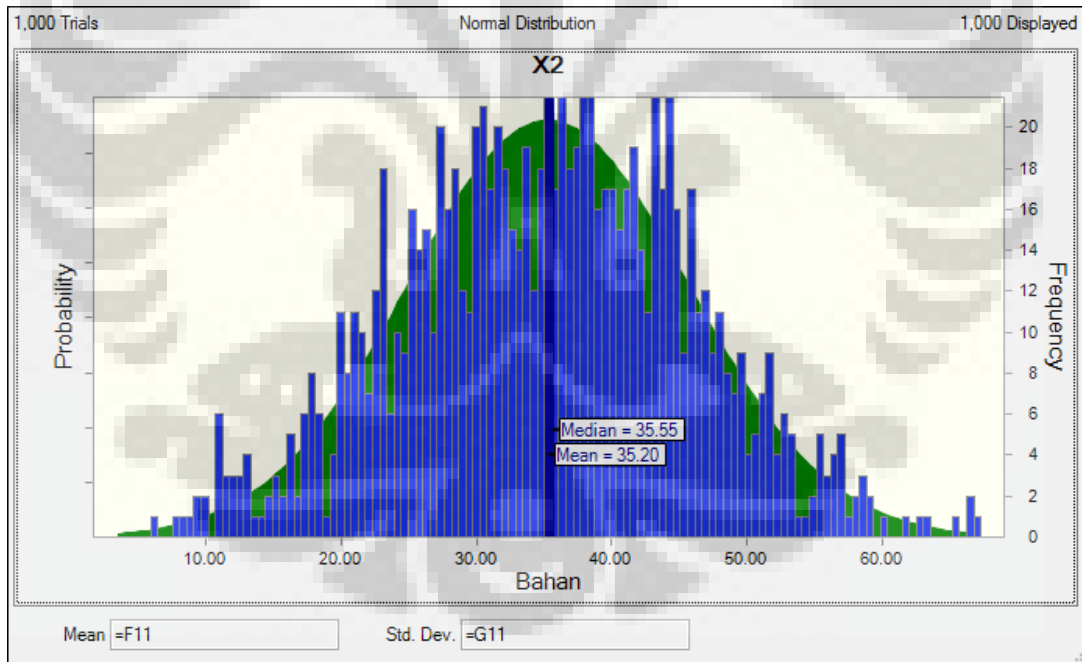 1,000 Trials Normal Distribution 1,000 Displayed
X2
Probability
Frequency
20
18
16
14
12
10
8
6
4
2
0
Median = 35.55
Mean = 35.20
10.00 20.00 30.00 40.00 50.00 60.00
Bahan
Mean =F11 Std. Dev. =G11